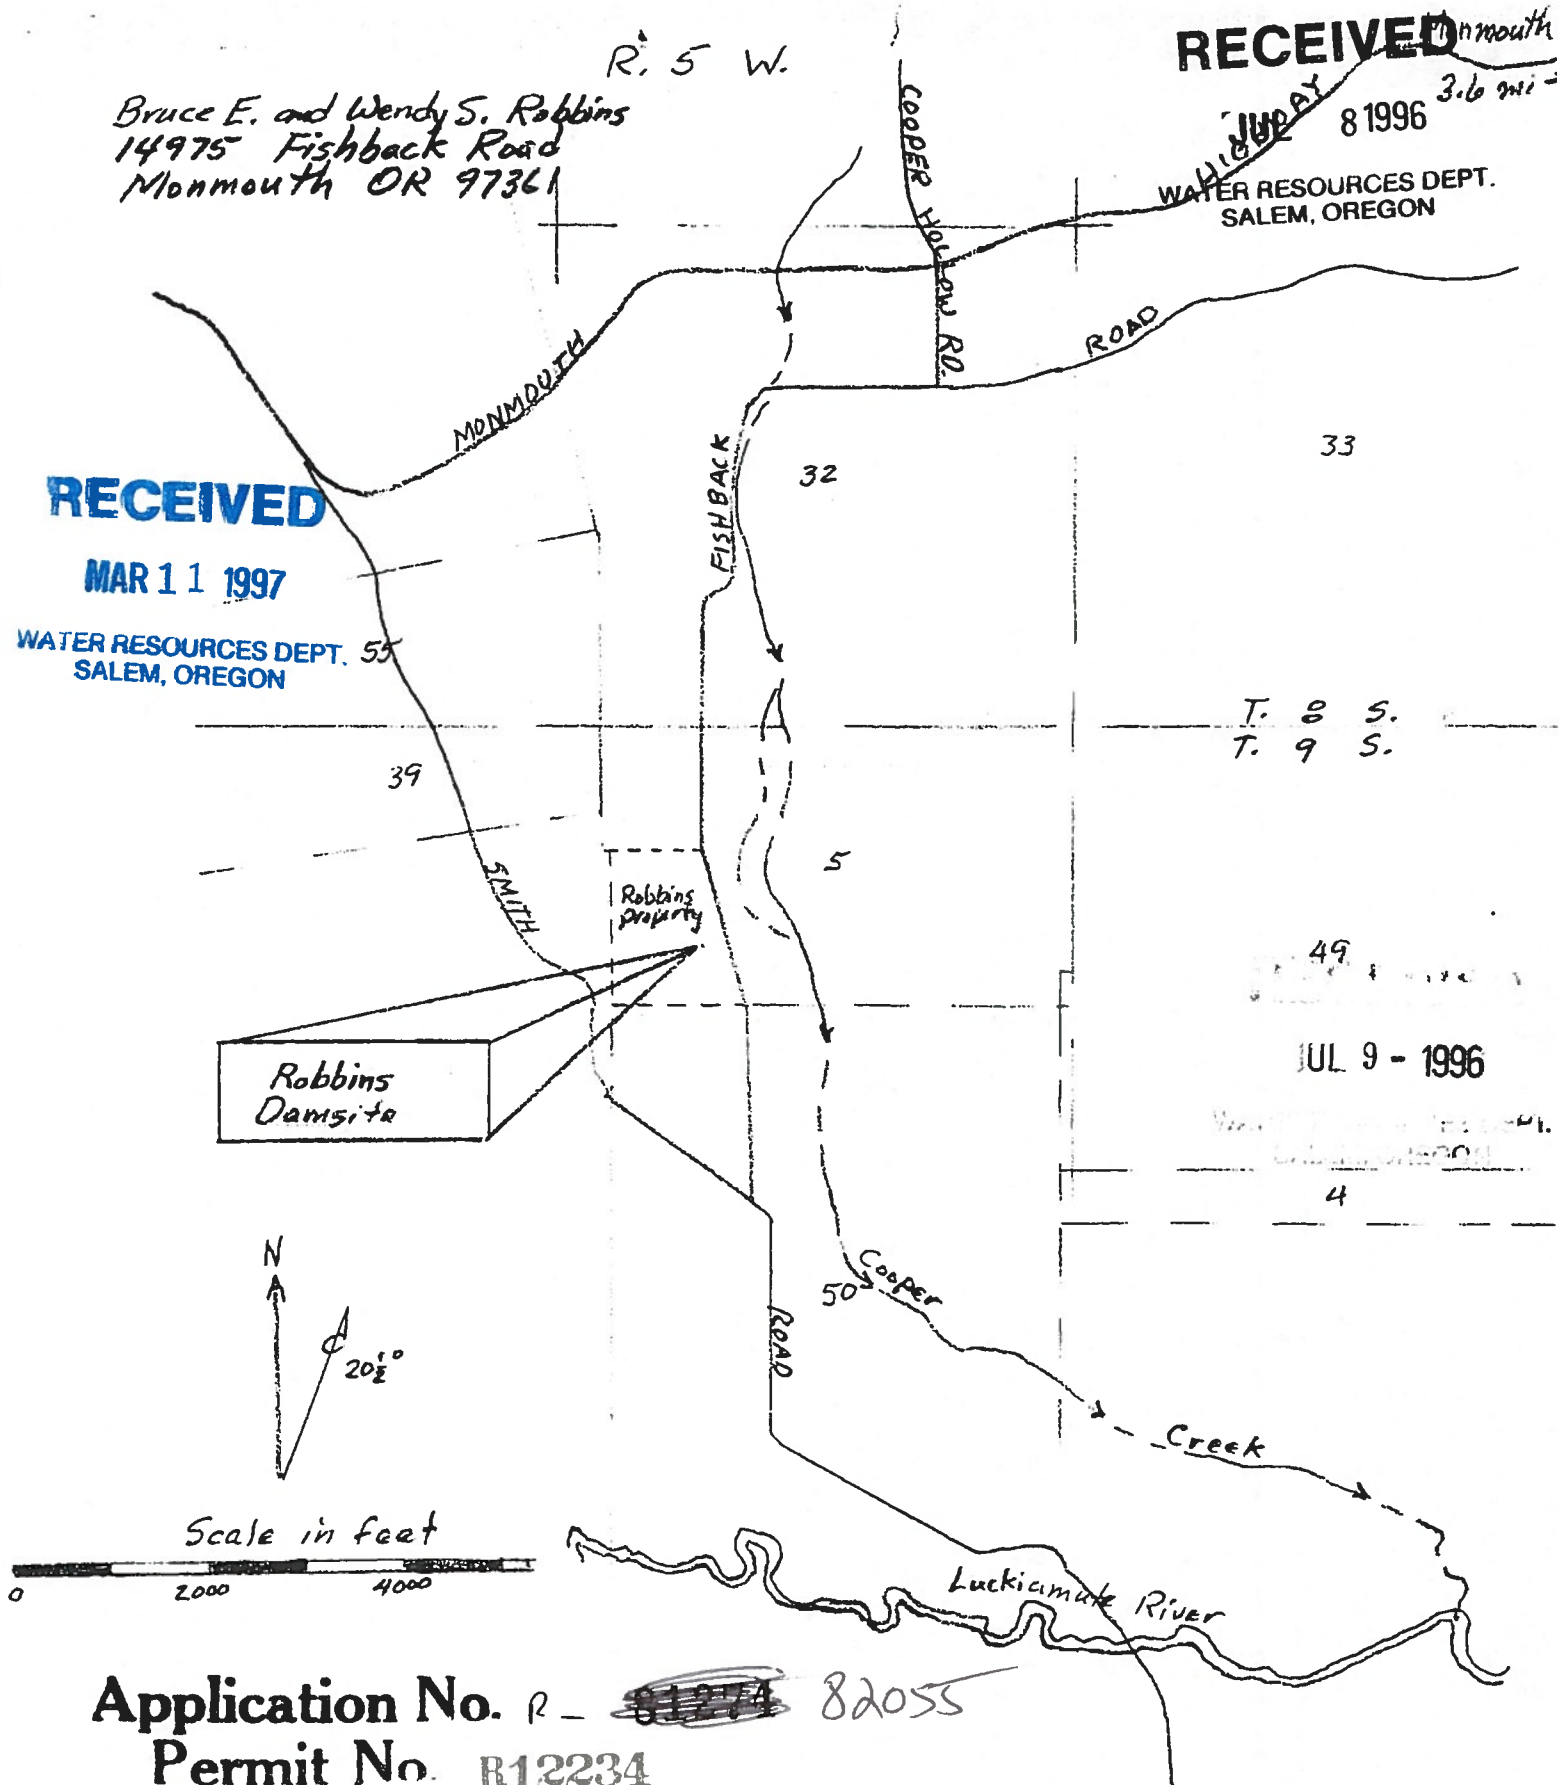 R. 5 W.
RECEIVED
Monmouth
3.6 mi
JUL 8 1996
WATER RESOURCES DEPT.
SALEM, OREGON
Bruce E. and Wendy S. Robbins
14975 Fishback Road
Monmouth OR 97361
COOPER HOLLOW RD.
HIGHWAY
MONMOUTH
ROAD
FISHBACK
32
33
RECEIVED
MAR 11 1997
WATER RESOURCES DEPT.
SALEM, OREGON
55
T. 8 S.
T. 9 S.
39
5
SMITH
Robbins
property
49
JUL 9 - 1996
Robbins
Damsite
4
N
20½°
50
Cooper
Creek
ROAD
Scale in feet
0 2000 4000
Luckiamute River
Application No. R- 82055
Permit No. R12234